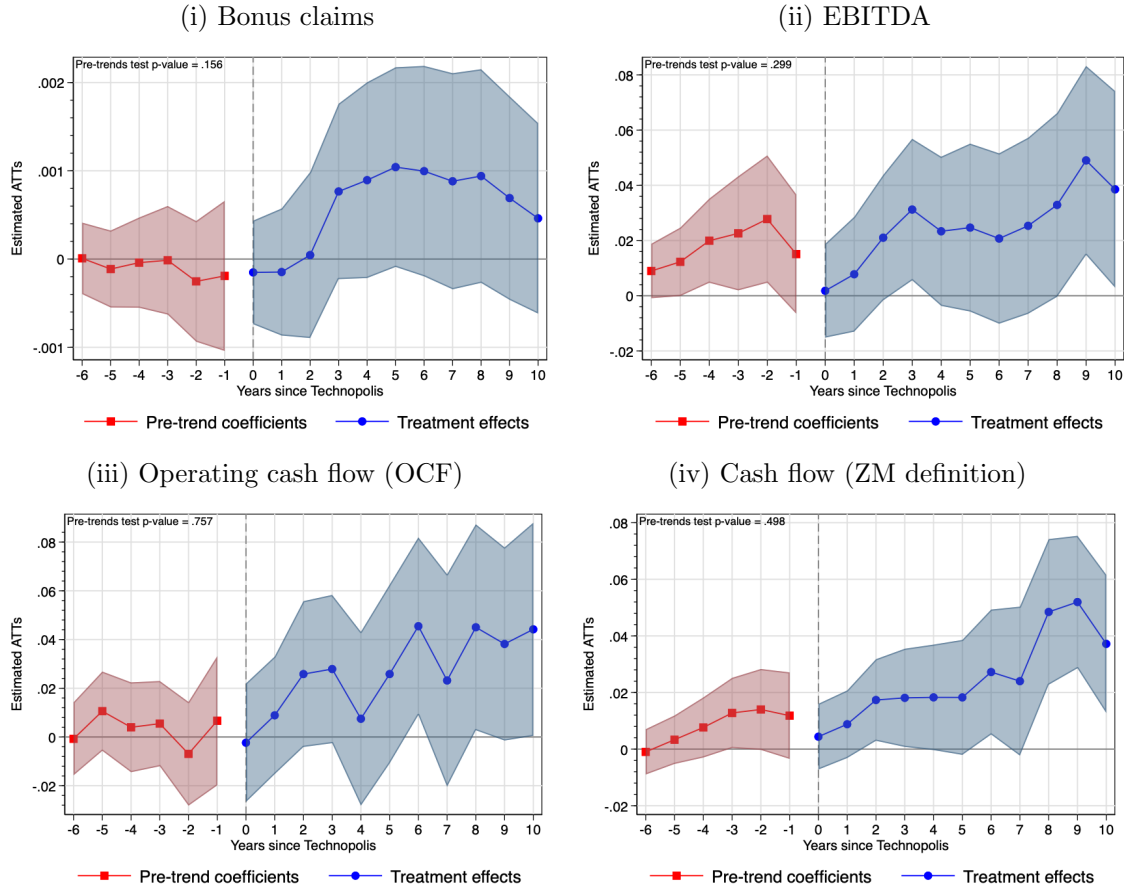 (i) Bonus claims
Pre-trends test p-value = .156
Estimated ATTs
.002
.001
0
-.001
-6 -5 -4 -3 -2 -1 0 1 2 3 4 5 6 7 8 9 10
Years since Technopolis
Pre-trend coefficients Treatment effects
(ii) EBITDA
Pre-trends test p-value = .299
Estimated ATTs
.08
.06
.04
.02
0
-.02
-6 -5 -4 -3 -2 -1 0 1 2 3 4 5 6 7 8 9 10
Years since Technopolis
Pre-trend coefficients Treatment effects
(iii) Operating cash flow (OCF)
Pre-trends test p-value = .757
Estimated ATTs
.08
.06
.04
.02
0
-.02
-6 -5 -4 -3 -2 -1 0 1 2 3 4 5 6 7 8 9 10
Years since Technopolis
Pre-trend coefficients Treatment effects
(iv) Cash flow (ZM definition)
Pre-trends test p-value = .498
Estimated ATTs
.08
.06
.04
.02
0
-.02
-6 -5 -4 -3 -2 -1 0 1 2 3 4 5 6 7 8 9 10
Years since Technopolis
Pre-trend coefficients Treatment effects